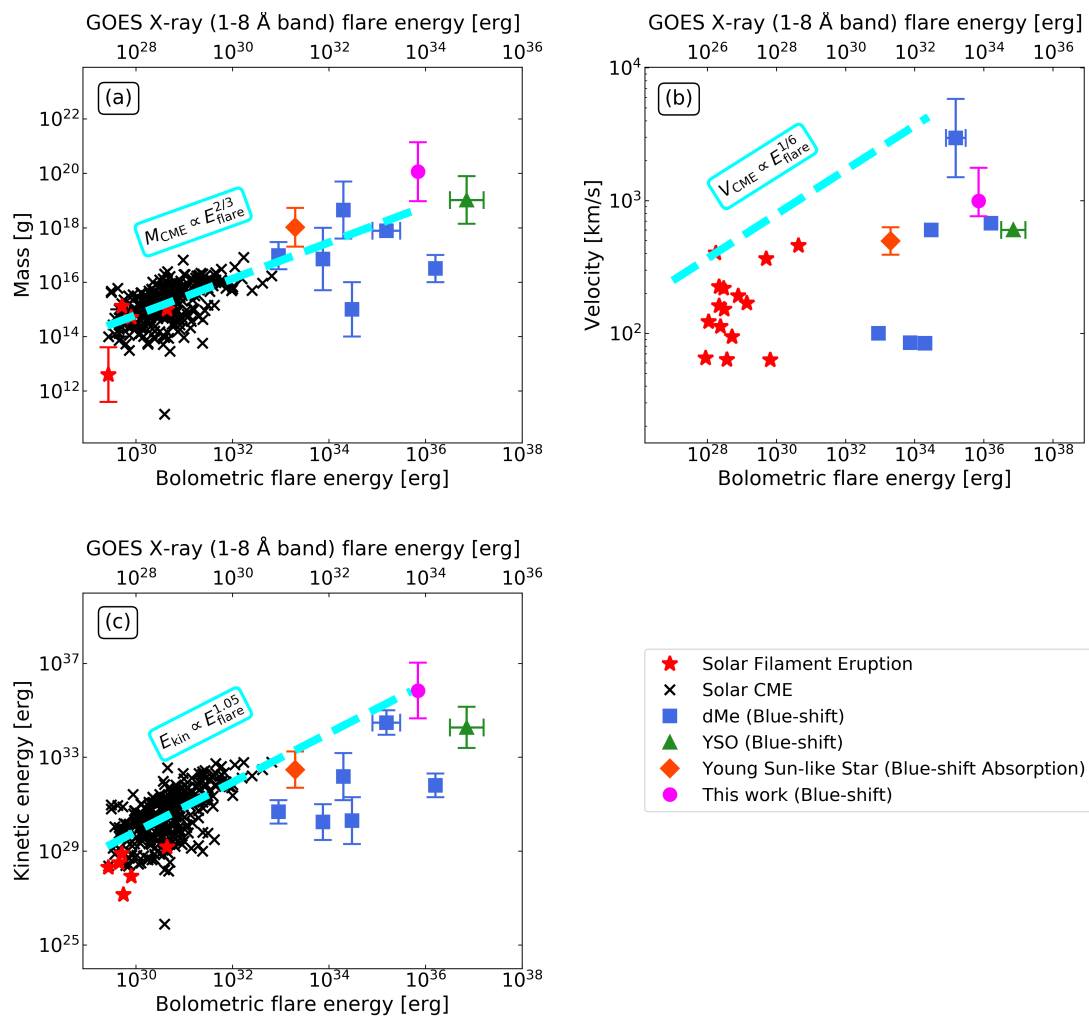 GOES X-ray (1-8 Å band) flare energy [erg]
10^28 10^30 10^32 10^34 10^36
(a)
M_CME ∝ E_flare^2/3
Mass [g]
10^22
10^20
10^18
10^16
10^14
10^12
10^30 10^32 10^34 10^36 10^38
Bolometric flare energy [erg]
GOES X-ray (1-8 Å band) flare energy [erg]
10^26 10^28 10^30 10^32 10^34 10^36
(b)
V_CME ∝ E_flare^1/6
Velocity [km/s]
10^4
10^3
10^2
10^28 10^30 10^32 10^34 10^36 10^38
Bolometric flare energy [erg]
GOES X-ray (1-8 Å band) flare energy [erg]
10^28 10^30 10^32 10^34 10^36
(c)
E_kin ∝ E_flare^1.05
Kinetic energy [erg]
10^37
10^33
10^29
10^25
10^30 10^32 10^34 10^36 10^38
Bolometric flare energy [erg]
Solar Filament Eruption
Solar CME
dMe (Blue-shift)
YSO (Blue-shift)
Young Sun-like Star (Blue-shift Absorption)
This work (Blue-shift)